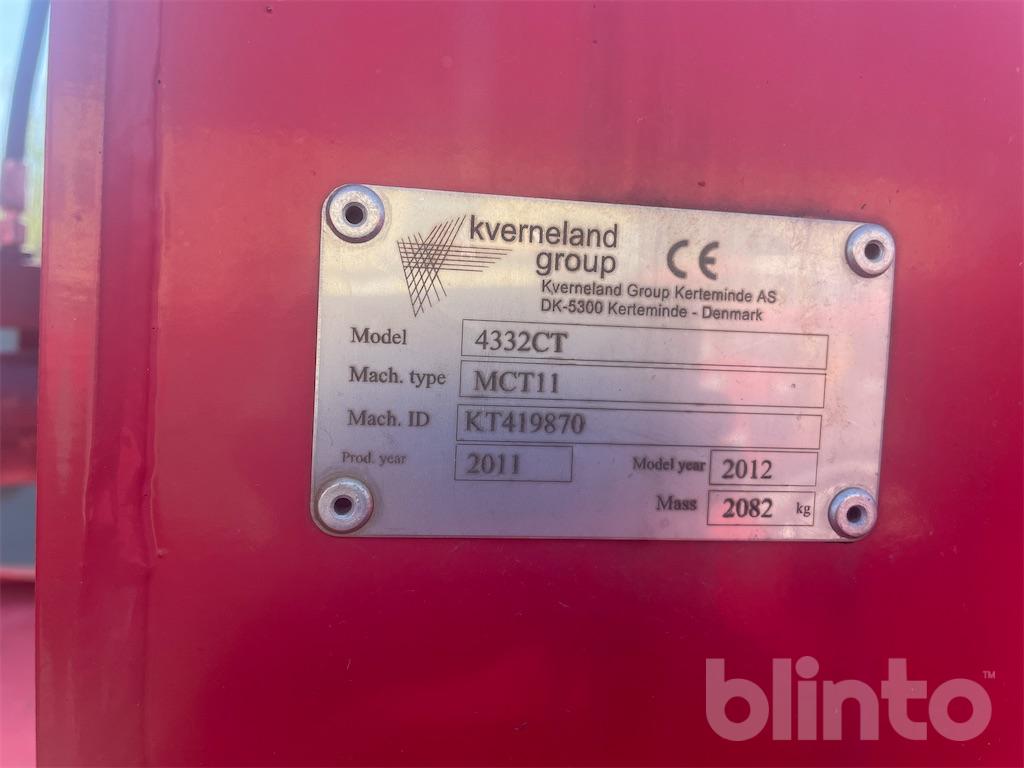 kverneland
group
CE
Kverneland Group Kerteminde AS
DK-5300 Kerteminde - Denmark
Model 4332CT
Mach. type MCT11
Mach. ID KT419870
Prod. year 2011 Model year 2012
Mass 2082 kg
blinto™